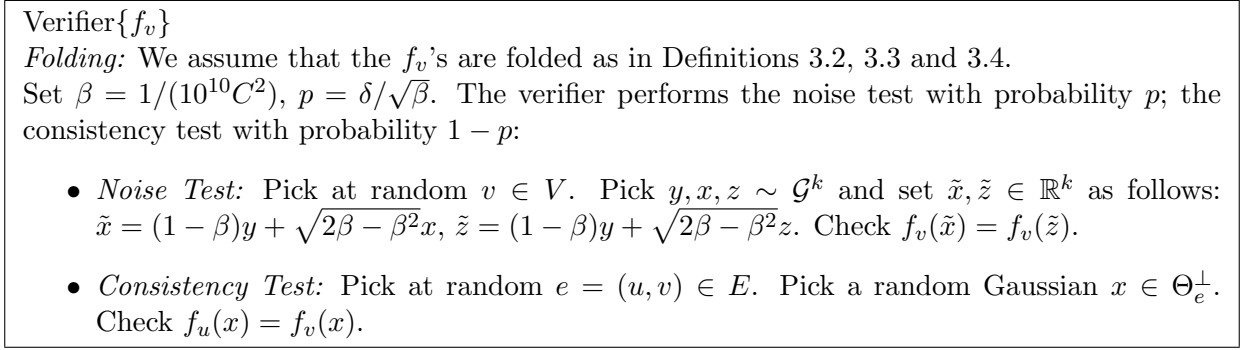 Verifier{f_v}
Folding: We assume that the f_v's are folded as in Definitions 3.2, 3.3 and 3.4.
Set β = 1/(10^{10}C^2), p = δ/√β. The verifier performs the noise test with probability p; the
consistency test with probability 1 − p:
• Noise Test: Pick at random v ∈ V. Pick y, x, z ∼ 𝒢^k and set x̃, z̃ ∈ ℝ^k as follows:
x̃ = (1 − β)y + √(2β − β^2)x, z̃ = (1 − β)y + √(2β − β^2)z. Check f_v(x̃) = f_v(z̃).
• Consistency Test: Pick at random e = (u, v) ∈ E. Pick a random Gaussian x ∈ Θ_e^⊥.
Check f_u(x) = f_v(x).